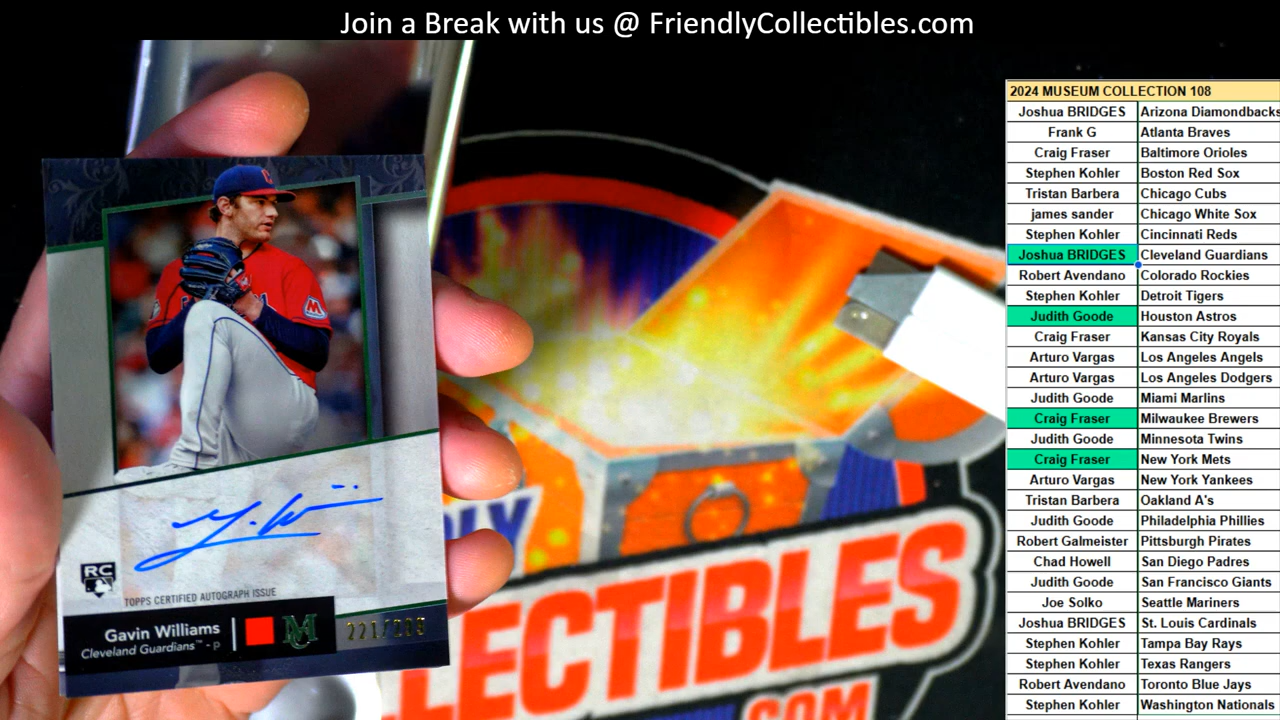 Join a Break with us @ FriendlyCollectibles.com
2024 MUSEUM COLLECTION 108
Joshua BRIDGES Arizona Diamondbacks
Frank G Atlanta Braves
Craig Fraser Baltimore Orioles
Stephen Kohler Boston Red Sox
Tristan Barbera Chicago Cubs
james sander Chicago White Sox
Stephen Kohler Cincinnati Reds
Joshua BRIDGES Cleveland Guardians
Robert Avendano Colorado Rockies
Stephen Kohler Detroit Tigers
Judith Goode Houston Astros
Craig Fraser Kansas City Royals
Arturo Vargas Los Angeles Angels
Arturo Vargas Los Angeles Dodgers
Judith Goode Miami Marlins
Craig Fraser Milwaukee Brewers
Judith Goode Minnesota Twins
Craig Fraser New York Mets
Arturo Vargas New York Yankees
Tristan Barbera Oakland A's
Judith Goode Philadelphia Phillies
Robert Galmeister Pittsburgh Pirates
Chad Howell San Diego Padres
Judith Goode San Francisco Giants
Joe Solko Seattle Mariners
Joshua BRIDGES St. Louis Cardinals
Stephen Kohler Tampa Bay Rays
Stephen Kohler Texas Rangers
Robert Avendano Toronto Blue Jays
Stephen Kohler Washington Nationals
RC
TOPPS CERTIFIED AUTOGRAPH ISSUE
Gavin Williams
Cleveland Guardians™ - P
M
DLY
LECTIBLES
.COM